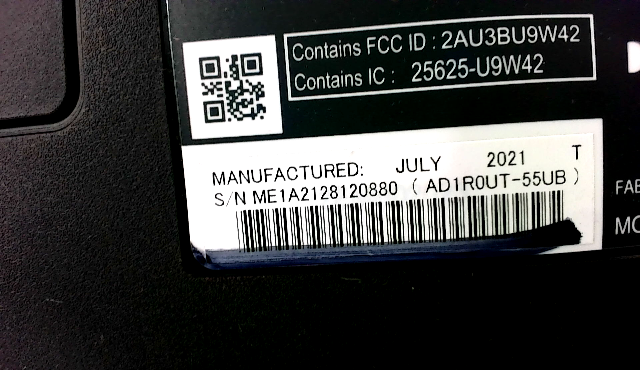 Contains FCC ID : 2AU3BU9W42
Contains IC : 25625-U9W42
MANUFACTURED: JULY 2021 T
S/N ME1A2128120880 ( AD1R0UT-55UB )